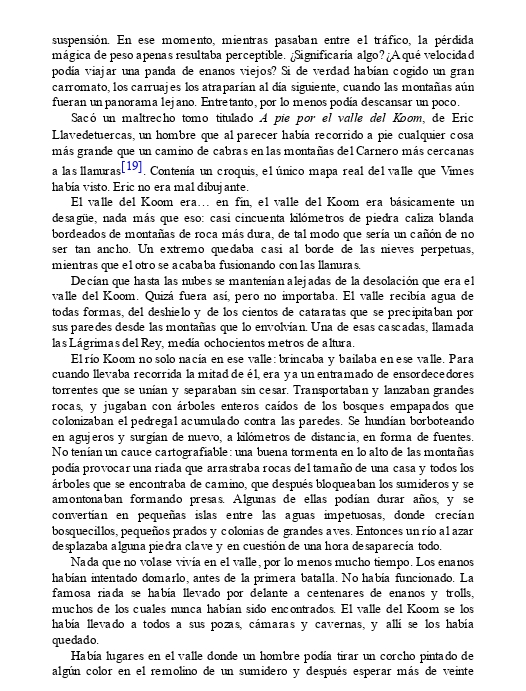 suspensión. En ese momento, mientras pasaban entre el tráfico, la pérdida
mágica de peso apenas resultaba perceptible. ¿Significaría algo? ¿A qué velocidad
podía viajar una panda de enanos viejos? Si de verdad habían cogido un gran
carromato, los carruajes los atraparían al día siguiente, cuando las montañas aún
fueran un panorama lejano. Entretanto, por lo menos podía descansar un poco.
Sacó un maltrecho tomo titulado A pie por el valle del Koom, de Eric
Llavedetuercas, un hombre que al parecer había recorrido a pie cualquier cosa
más grande que un camino de cabras en las montañas del Carnero más cercanas
a las llanuras[19]. Contenía un croquis, el único mapa real del valle que Vimes
había visto. Eric no era mal dibujante.
El valle del Koom era… en fin, el valle del Koom era básicamente un
desagüe, nada más que eso: casi cincuenta kilómetros de piedra caliza blanda
bordeados de montañas de roca más dura, de tal modo que sería un cañón de no
ser tan ancho. Un extremo quedaba casi al borde de las nieves perpetuas,
mientras que el otro se acababa fusionando con las llanuras.
Decían que hasta las nubes se mantenían alejadas de la desolación que era el
valle del Koom. Quizá fuera así, pero no importaba. El valle recibía agua de
todas formas, del deshielo y de los cientos de cataratas que se precipitaban por
sus paredes desde las montañas que lo envolvían. Una de esas cascadas, llamada
las Lágrimas del Rey, medía ochocientos metros de altura.
El río Koom no solo nacía en ese valle: brincaba y bailaba en ese valle. Para
cuando llevaba recorrida la mitad de él, era ya un entramado de ensordecedores
torrentes que se unían y separaban sin cesar. Transportaban y lanzaban grandes
rocas, y jugaban con árboles enteros caídos de los bosques empapados que
colonizaban el pedregal acumulado contra las paredes. Se hundían borboteando
en agujeros y surgían de nuevo, a kilómetros de distancia, en forma de fuentes.
No tenían un cauce cartografiable: una buena tormenta en lo alto de las montañas
podía provocar una riada que arrastraba rocas del tamaño de una casa y todos los
árboles que se encontraba de camino, que después bloqueaban los sumideros y se
amontonaban formando presas. Algunas de ellas podían durar años, y se
convertían en pequeñas islas entre las aguas impetuosas, donde crecían
bosquecillos, pequeños prados y colonias de grandes aves. Entonces un río al azar
desplazaba alguna piedra clave y en cuestión de una hora desaparecía todo.
Nada que no volase vivía en el valle, por lo menos mucho tiempo. Los enanos
habían intentado domarlo, antes de la primera batalla. No había funcionado. La
famosa riada se había llevado por delante a centenares de enanos y trolls,
muchos de los cuales nunca habían sido encontrados. El valle del Koom se los
había llevado a todos a sus pozas, cámaras y cavernas, y allí se los había
quedado.
Había lugares en el valle donde un hombre podía tirar un corcho pintado de
algún color en el remolino de un sumidero y después esperar más de veinte